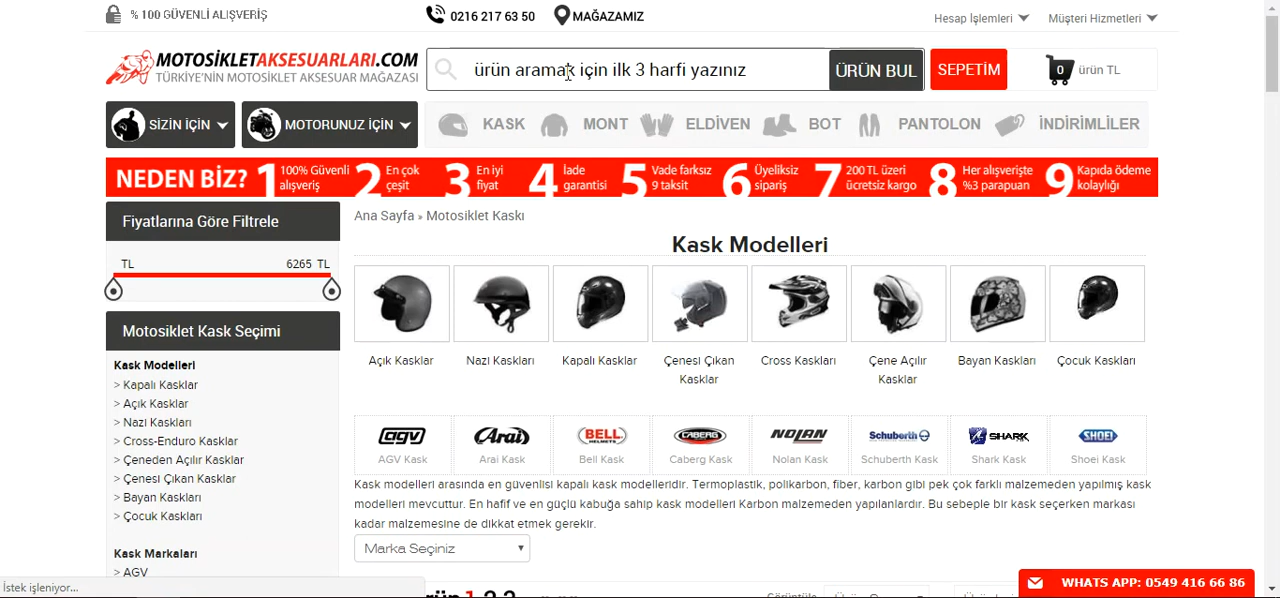 % 100 GÜVENLİ ALIŞVERİŞ
0216 217 63 50
MAĞAZAMIZ
Hesap İşlemleri
Müşteri Hizmetleri
MOTOSİKLETAKSESUARLARI.COM
TÜRKİYE'NİN MOTOSİKLET AKSESUAR MAĞAZASI
ürün aramak için ilk 3 harfi yazınız
ÜRÜN BUL
SEPETİM
0
ürün TL
SİZİN İÇİN
MOTORUNUZ İÇİN
KASK
MONT
ELDİVEN
BOT
PANTOLON
İNDİRİMLİLER
NEDEN BİZ?
1 100% Güvenli alışveriş
2 En çok çeşit
3 En iyi fiyat
4 İade garantisi
5 Vade farksız 9 taksit
6 Üyeliksiz sipariş
7 200 TL üzeri ücretsiz kargo
8 Her alışverişte %3 parapuan
9 Kapıda ödeme kolaylığı
Fiyatlarına Göre Filtrele
TL
6265 TL
Motosiklet Kask Seçimi
Kask Modelleri
> Kapalı Kasklar
> Açık Kasklar
> Nazi Kaskları
> Cross-Enduro Kasklar
> Çeneden Açılır Kasklar
> Çenesi Çıkan Kasklar
> Bayan Kaskları
> Çocuk Kaskları
Kask Markaları
> AGV
Ana Sayfa » Motosiklet Kaskı
Kask Modelleri
Açık Kasklar
Nazi Kaskları
Kapalı Kasklar
Çenesi Çıkan Kasklar
Cross Kaskları
Çene Açılır Kasklar
Bayan Kaskları
Çocuk Kaskları
AGV
Arai
BELL
HELMETS
CABERG
NOLAN
Schuberth
SHARK
SHOEI
AGV Kask
Arai Kask
Bell Kask
Caberg Kask
Nolan Kask
Schuberth Kask
Shark Kask
Shoei Kask
Kask modelleri arasında en güvenlisi kapalı kask modelleridir. Termoplastik, polikarbon, fiber, karbon gibi pek çok farklı malzemeden yapılmış kask
modelleri mevcuttur. En hafif ve en güçlü kabuğa sahip kask modelleri Karbon malzemeden yapılanlardır. Bu sebeple bir kask seçerken markası
kadar malzemesine de dikkat etmek gerekir.
Marka Seçiniz
İstek işleniyor...
WHATS APP: 0549 416 66 86